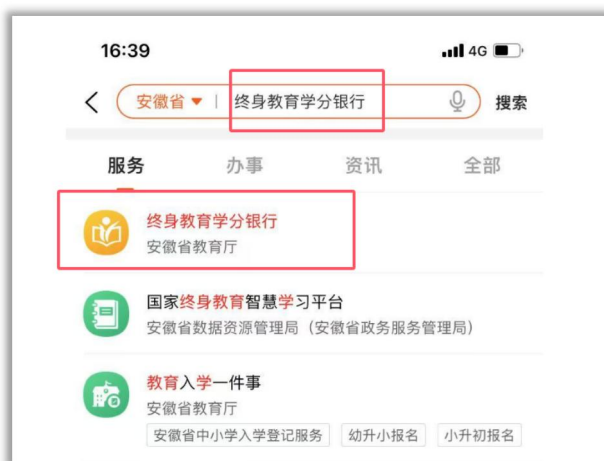 16:39 4G
安徽省 终身教育学分银行 搜索
服务 办事 资讯 全部
终身教育学分银行
安徽省教育厅
国家终身教育智慧学习平台
安徽省数据资源管理局（安徽省政务服务管理局）
教育入学一件事
安徽省教育厅
安徽省中小学入学登记服务 幼升小报名 小升初报名